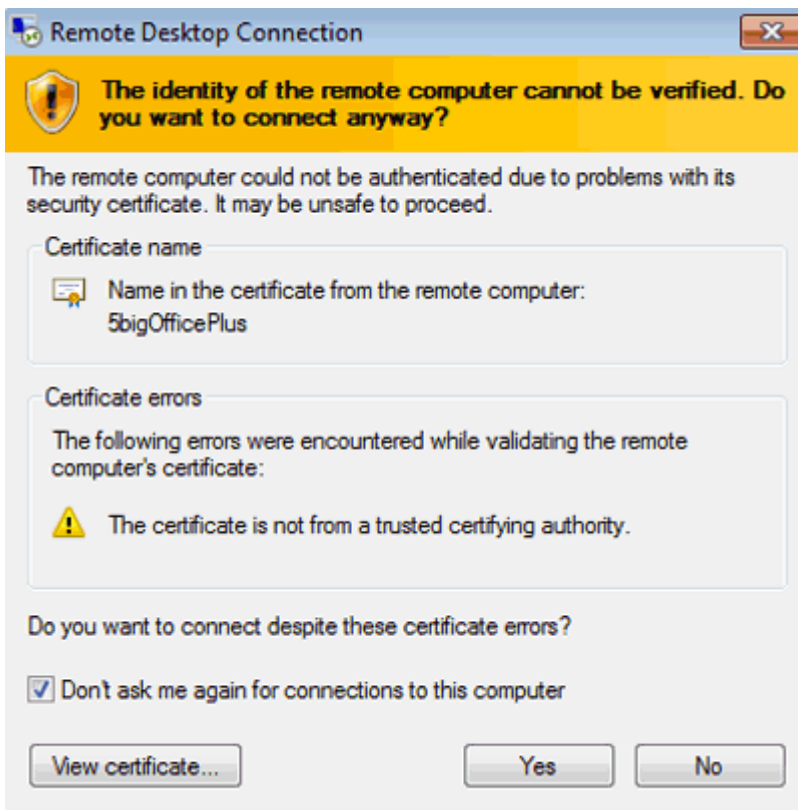 Remote Desktop Connection
The identity of the remote computer cannot be verified. Do
you want to connect anyway?
The remote computer could not be authenticated due to problems with its
security certificate. It may be unsafe to proceed.
Certificate name
Name in the certificate from the remote computer:
5bigOfficePlus
Certificate errors
The following errors were encountered while validating the remote
computer's certificate:
The certificate is not from a trusted certifying authority.
Do you want to connect despite these certificate errors?
Don't ask me again for connections to this computer
View certificate... Yes No